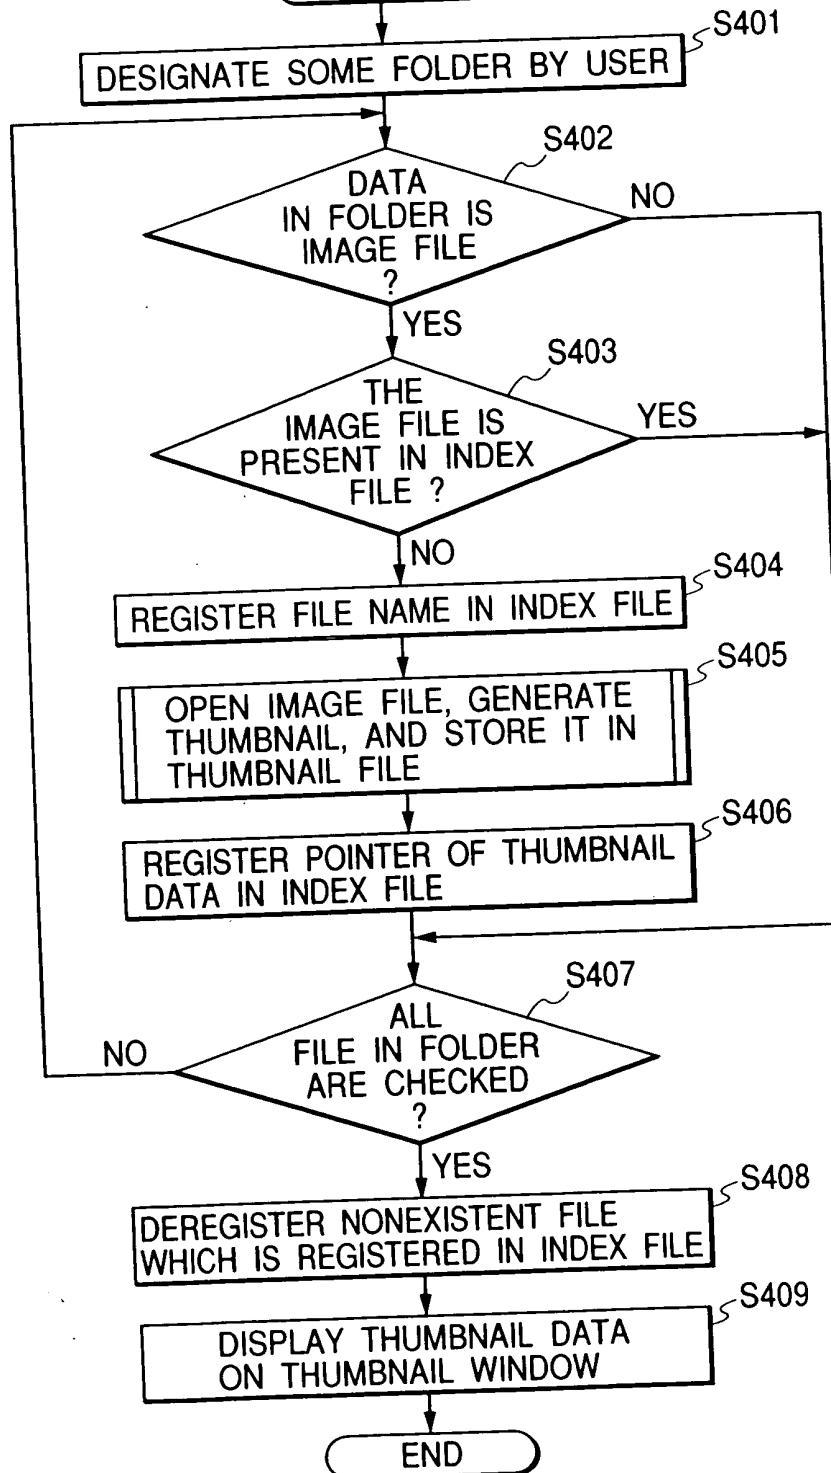 S401
DESIGNATE SOME FOLDER BY USER
S402
DATA
IN FOLDER IS
IMAGE FILE
?
NO
YES
S403
THE
IMAGE FILE IS
PRESENT IN INDEX
FILE ?
YES
NO
S404
REGISTER FILE NAME IN INDEX FILE
S405
OPEN IMAGE FILE, GENERATE
THUMBNAIL, AND STORE IT IN
THUMBNAIL FILE
S406
REGISTER POINTER OF THUMBNAIL
DATA IN INDEX FILE
S407
ALL
FILE IN FOLDER
ARE CHECKED
?
NO
YES
S408
DEREGISTER NONEXISTENT FILE
WHICH IS REGISTERED IN INDEX FILE
S409
DISPLAY THUMBNAIL DATA
ON THUMBNAIL WINDOW
END